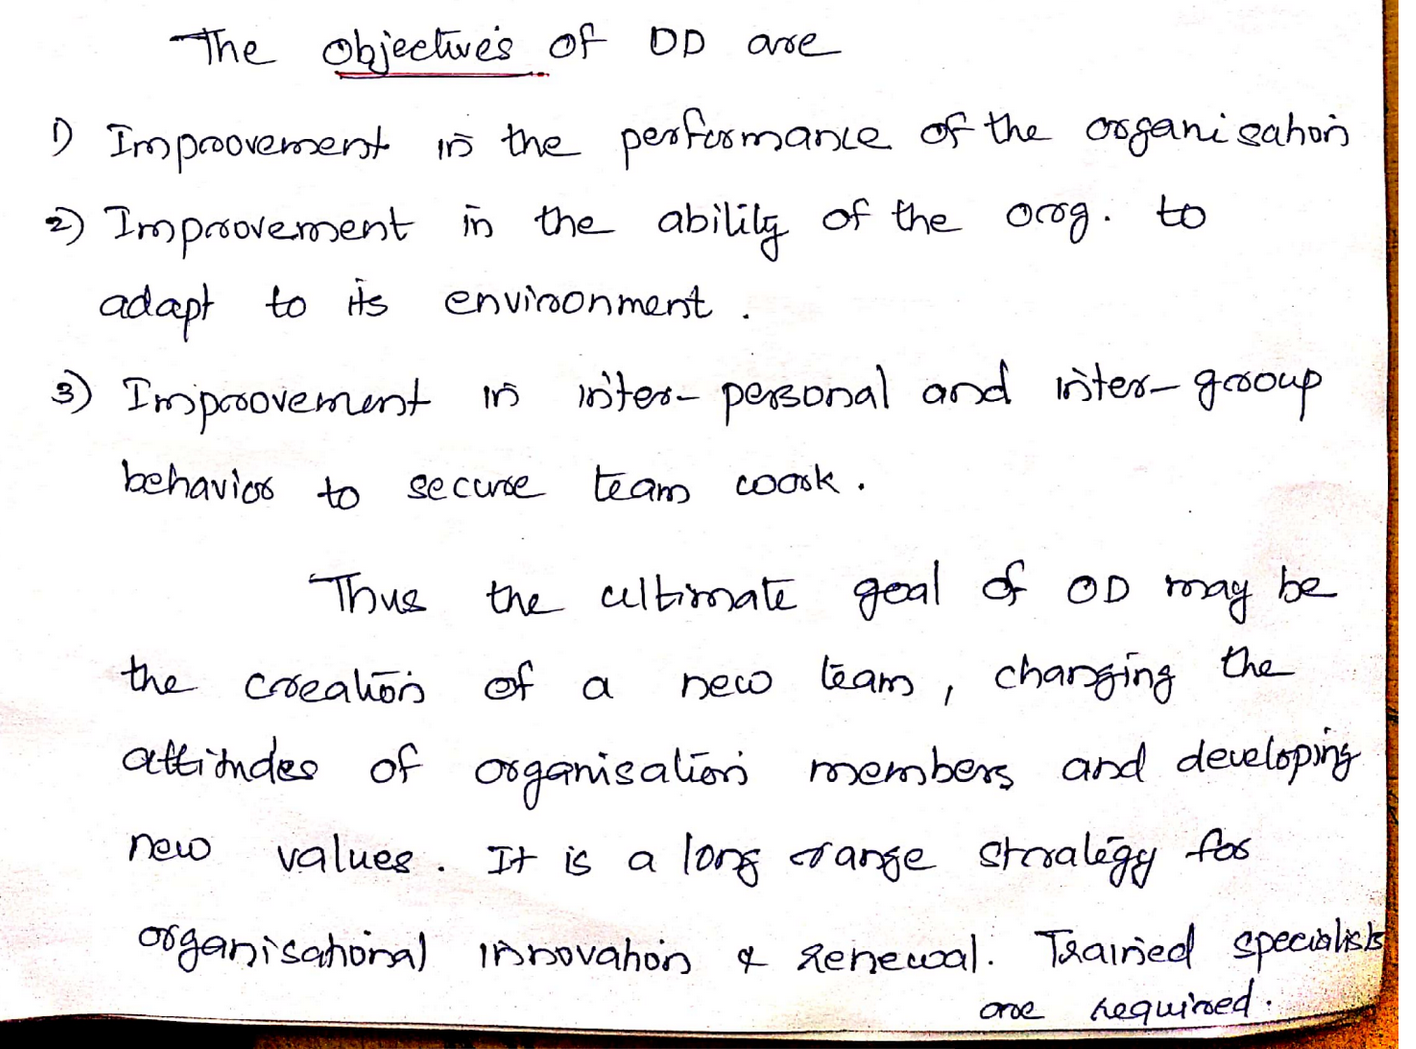 The objectives of OD are
1) Improovement in the performance of the organisation
2) Improvement in the ability of the org. to
adapt to its environment.
3) Improovement in inter-personal and inter-group
behavior to secure team work.
Thus the ultimate goal of OD may be
the creation of a new team, changing the
attitudes of organisation members and developing
new values. It is a long range strategy for
organisational innovation & renewal. Trained specialists
are required.